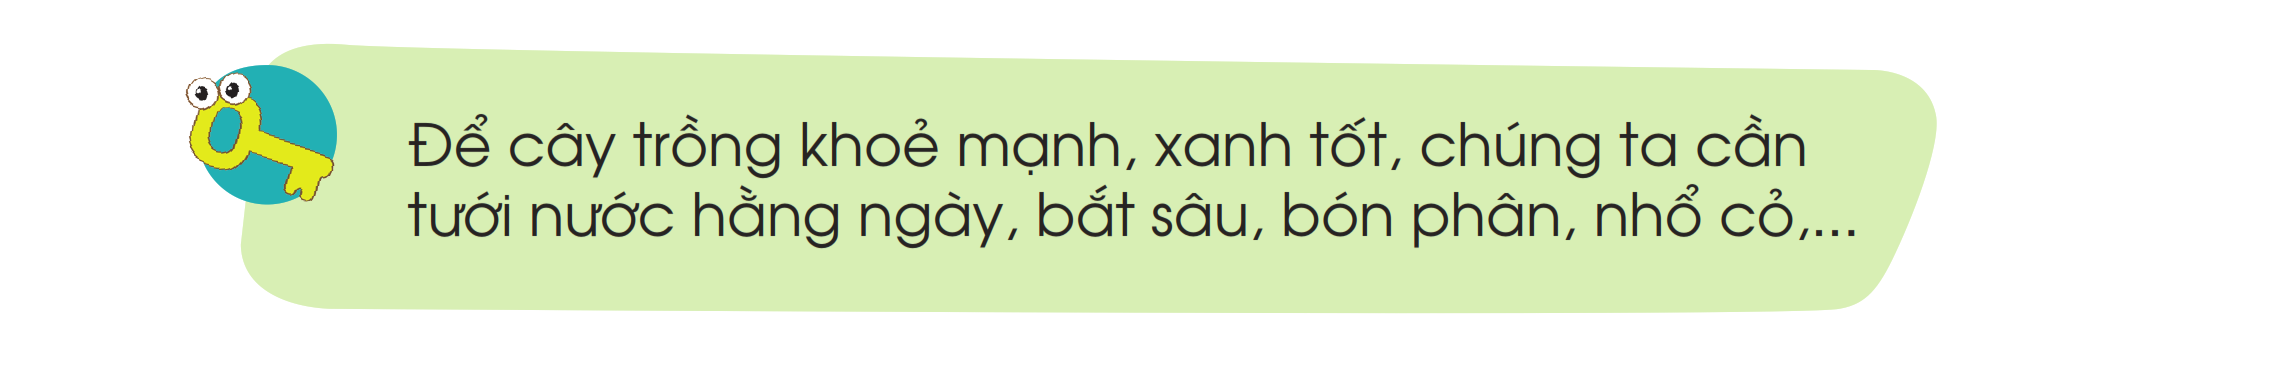 Để cây trồng khoẻ mạnh, xanh tốt, chúng ta cần
tưới nước hằng ngày, bắt sâu, bón phân, nhổ cỏ,...